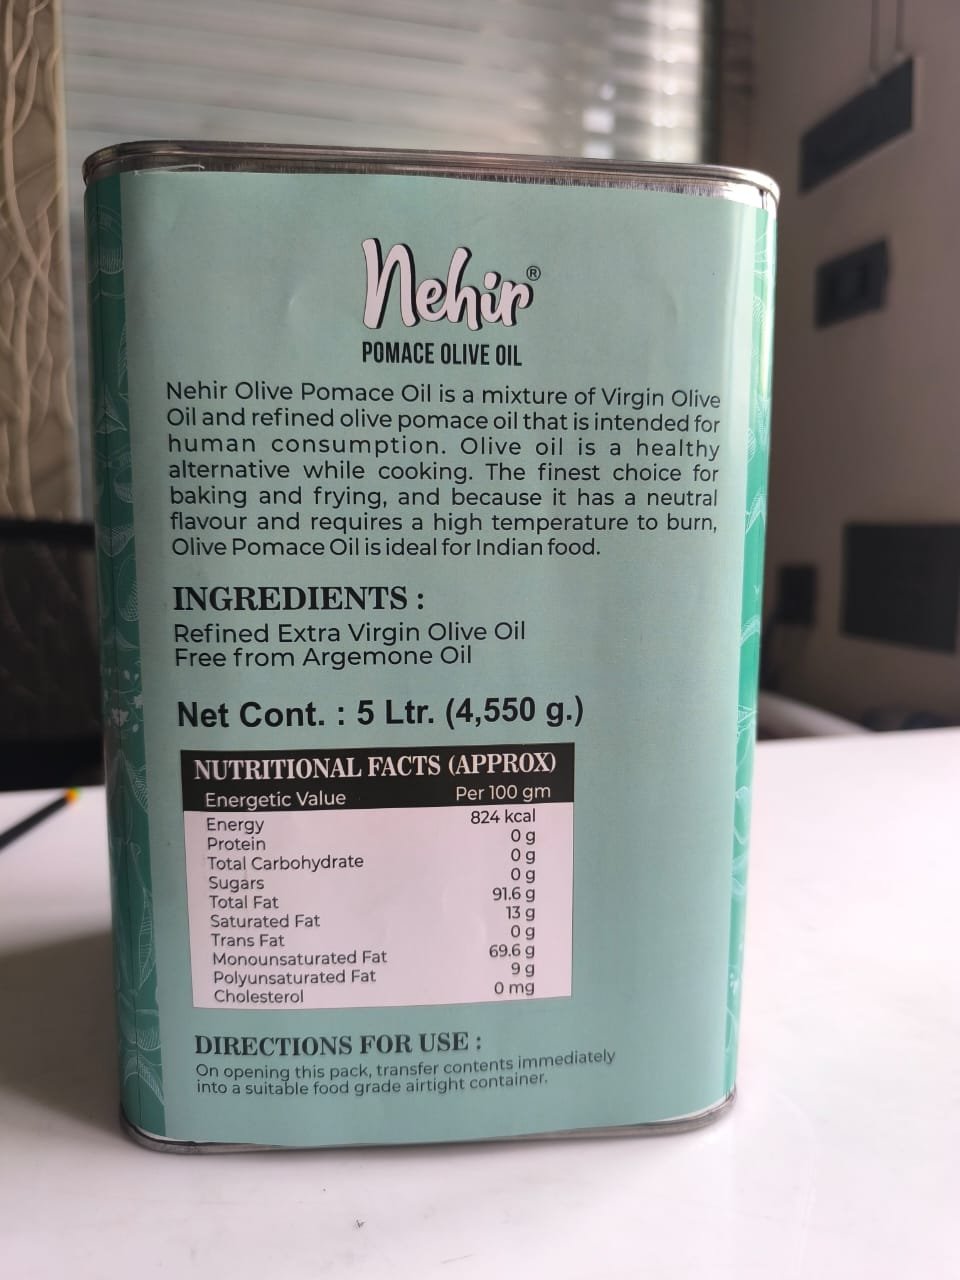 Nehir®
POMACE OLIVE OIL
Nehir Olive Pomace Oil is a mixture of Virgin Olive
Oil and refined olive pomace oil that is intended for
human consumption. Olive oil is a healthy
alternative while cooking. The finest choice for
baking and frying, and because it has a neutral
flavour and requires a high temperature to burn,
Olive Pomace Oil is ideal for Indian food.
INGREDIENTS :
Refined Extra Virgin Olive Oil
Free from Argemone Oil
Net Cont. : 5 Ltr. (4,550 g.)
NUTRITIONAL FACTS (APPROX)
Energetic Value Per 100 gm
Energy 824 kcal
Protein 0 g
Total Carbohydrate 0 g
Sugars 0 g
Total Fat 91.6 g
Saturated Fat 13 g
Trans Fat 0 g
Monounsaturated Fat 69.6 g
Polyunsaturated Fat 9 g
Cholesterol 0 mg
DIRECTIONS FOR USE :
On opening this pack, transfer contents immediately
into a suitable food grade airtight container.